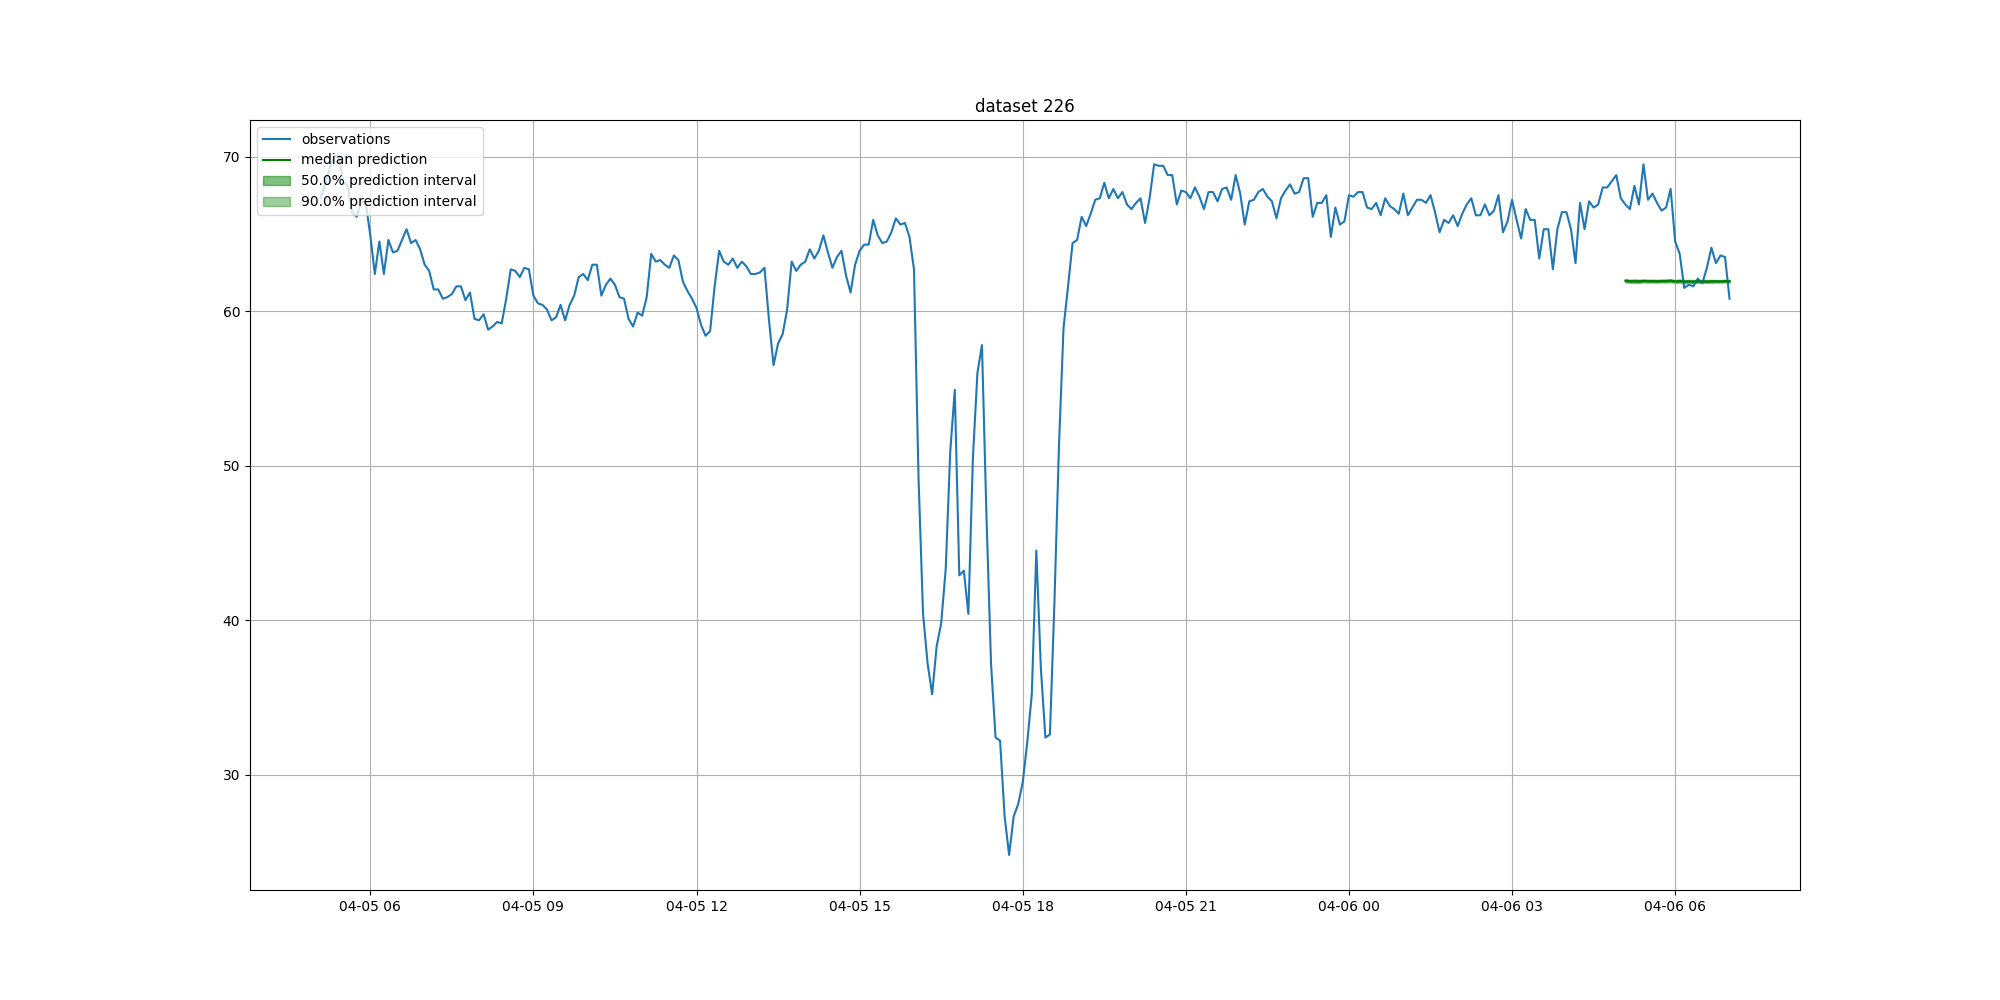 dataset 226
observations
median prediction
50.0% prediction interval
90.0% prediction interval
70
60
50
40
30
04-05 06
04-05 09
04-05 12
04-05 15
04-05 18
04-05 21
04-06 00
04-06 03
04-06 06